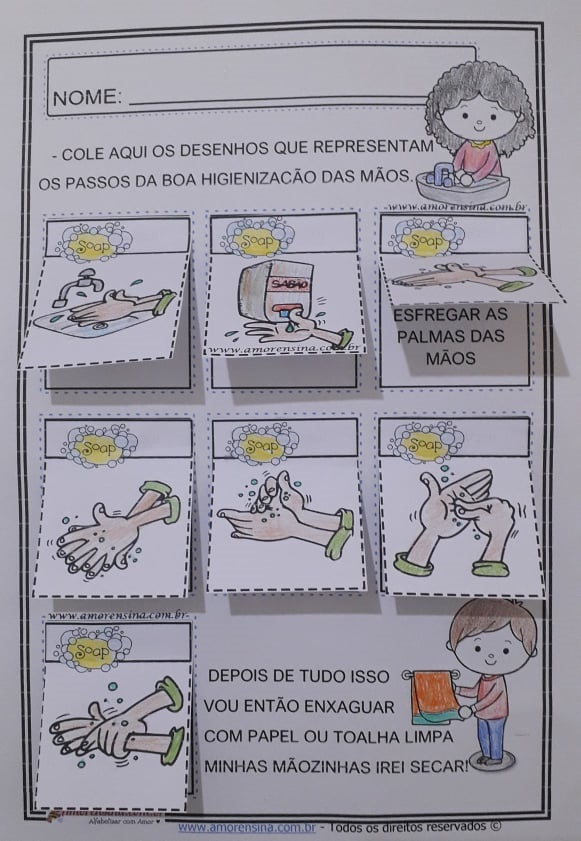 NOME:
- COLE AQUI OS DESENHOS QUE REPRESENTAM
OS PASSOS DA BOA HIGIENIZACÃO DAS MÃOS.
www.amorensina.com.br
Soap
Soap
Soap
SABÃO
www.amorensina.com.br
ESFREGAR AS
PALMAS DAS
MÃOS
Soap
Soap
Soap
www.amorensina.com.br
Soap
DEPOIS DE TUDO ISSO
VOU ENTÃO ENXAGUAR
COM PAPEL OU TOALHA LIMPA
MINHAS MÃOZINHAS IREI SECAR!
Alfabetizar com Amor
www.amorensina.com.br - Todos os direitos reservados ©